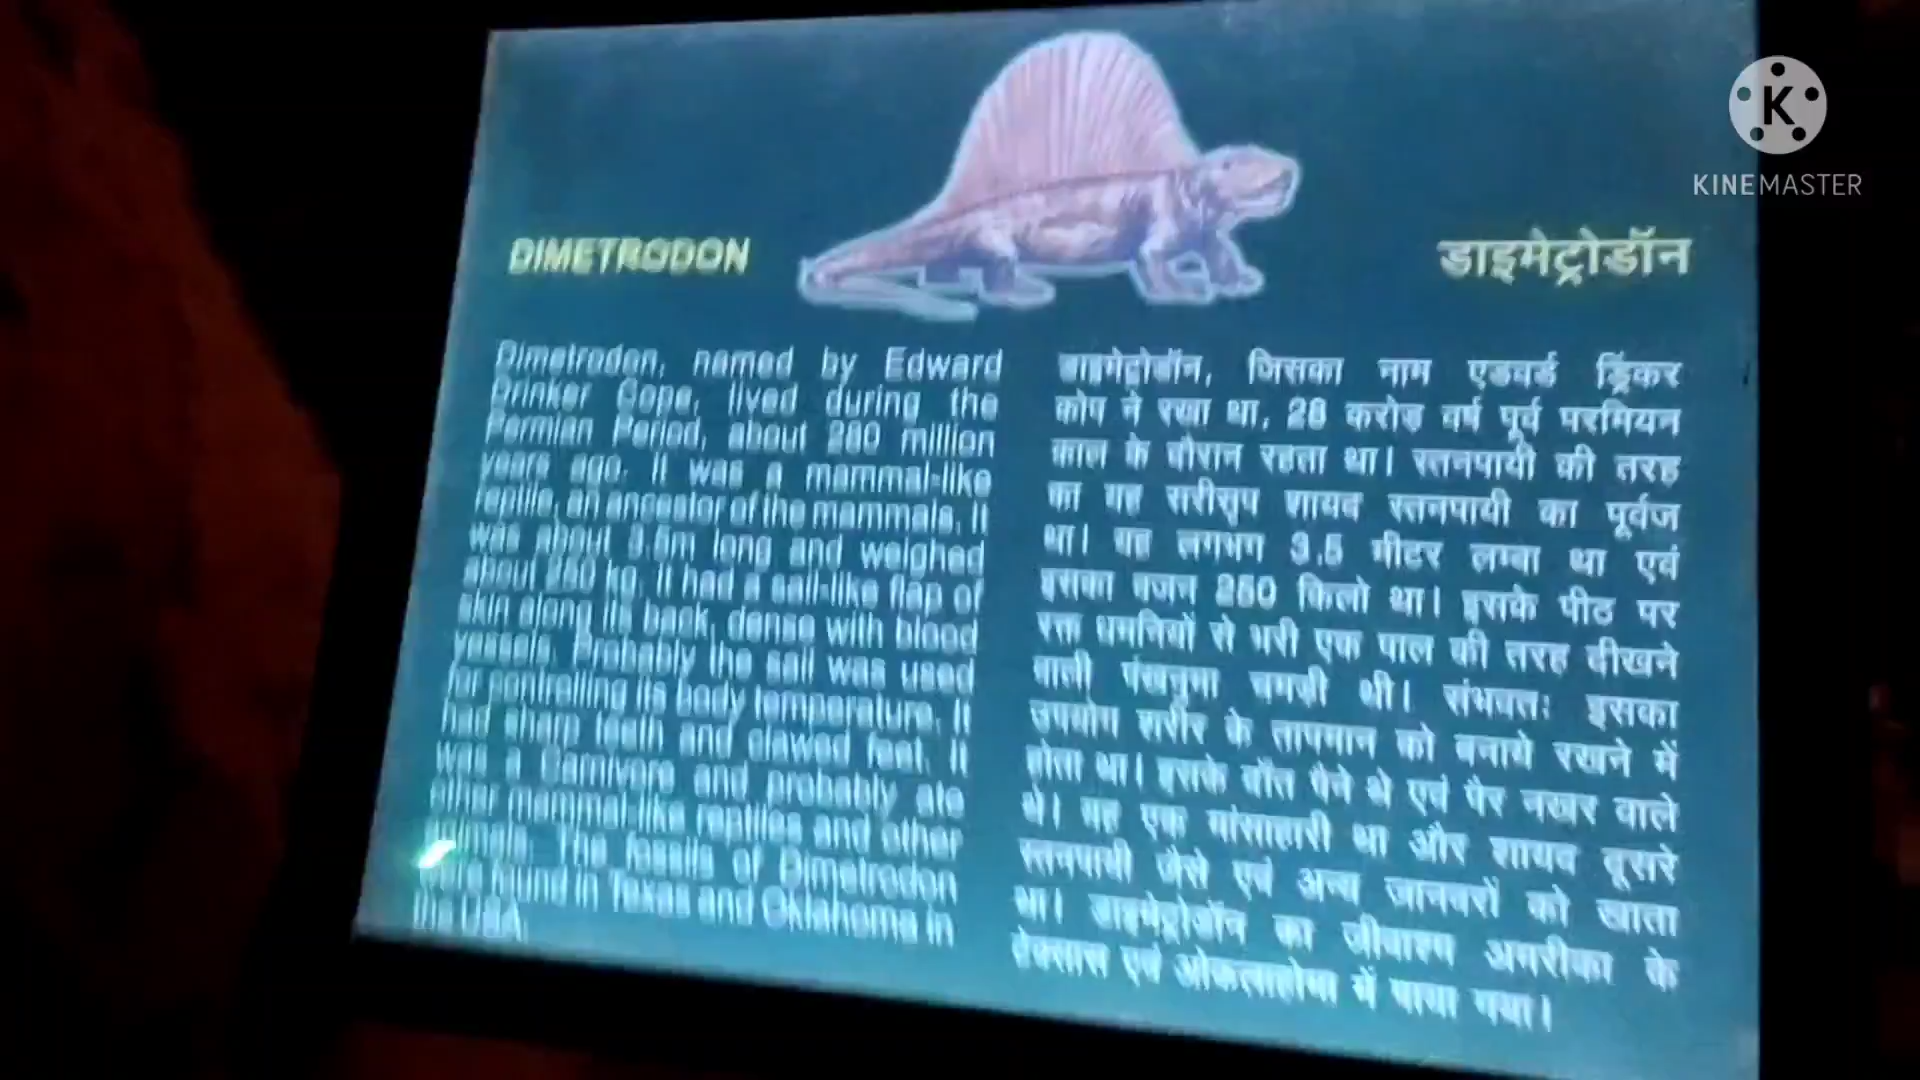 KINEMASTER
DIMETRODON
डाइमेट्रोडॉन
Dimetrodon, named by Edward
Drinker Cope, lived during the
Permian Period, about 280 million
years ago. It was a mammal-like
reptile, an ancestor of the mammals. It
was about 3.5m long and weighed
about 250 kg. It had a sail-like flap of
skin along its back, dense with blood
vessels. Probably the sail was used
for controlling its body temperature. It
had sharp teeth and clawed feet. It
was a Carnivore and probably ate
other mammal-like reptiles and other
animals. The fossils of Dimetrodon
were found in Texas and Oklahoma in
the USA.
डाइमेट्रोडॉन, जिसका नाम एडवर्ड ड्रिंकर
कोप ने रखा था, 28 करोड़ वर्ष पूर्व परमियन
काल के दौरान रहता था। स्तनपायी की तरह
का यह सरीसृप शायद स्तनपायी का पूर्वज
था। यह लगभग 3.5 मीटर लम्बा था एवं
इसका वजन 250 किलो था। इसके पीठ पर
रक्त धमनियों से भरी एक पाल की तरह दीखने
वाली पंखनुमा चमड़ी थी। संभवतः इसका
उपयोग शरीर के तापमान को बनाये रखने में
होता था। इसके दाँत पैने थे एवं पैर नखर वाले
थे। यह एक मांसाहारी था और शायद दूसरे
स्तनपायी जैसे एवं अन्य जानवरों को खाता
था। डाइमेट्रोडॉन का जीवाश्म अमरीका के
टेक्सास एवं ओकलाहोमा में पाया गया।